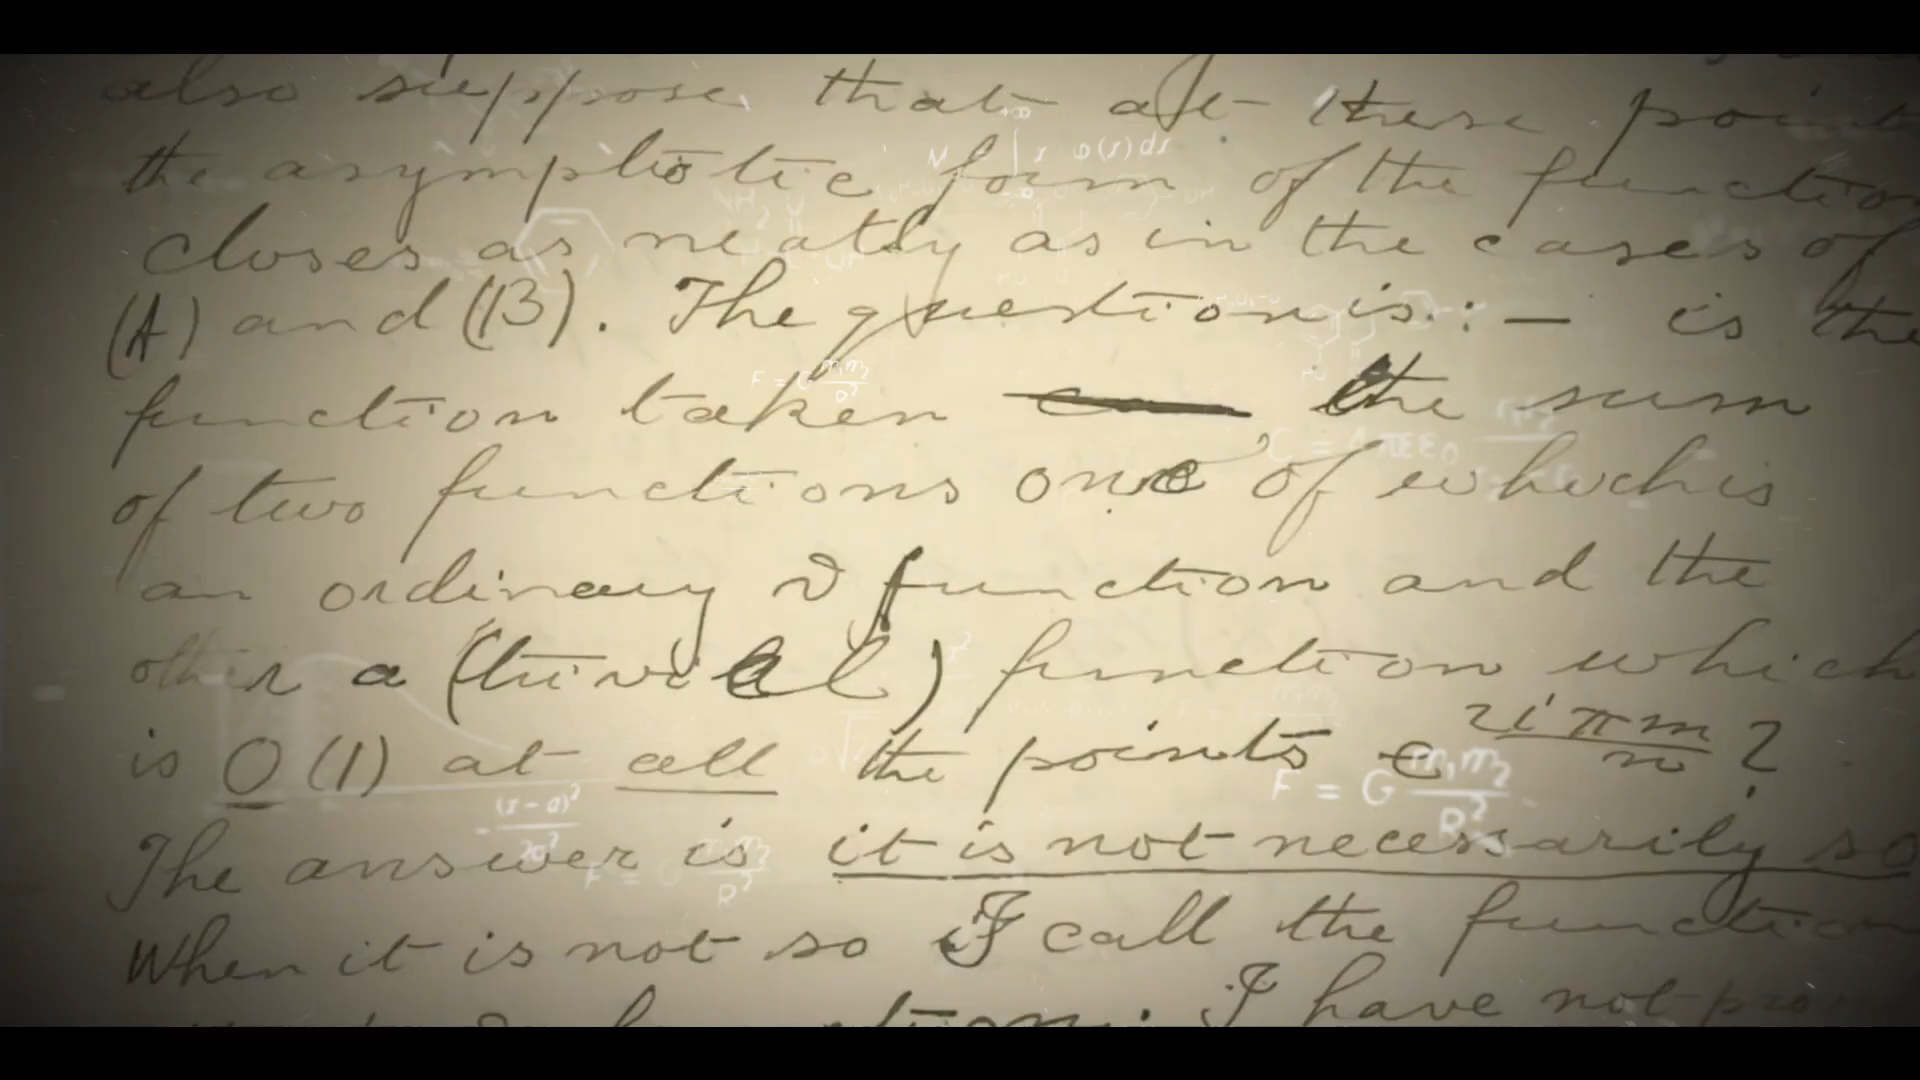 also suppose that at these point
the asymptotic form of the function
closes as neatly as in the cases of
(A) and (B). The question is: — is the
function taken the sum
of two functions one of which is
an ordinary ϑ function and the
other a (trivial) function which
is O(1) at all the points e^{2iπm/n}?
The answer is it is not necessarily so
When it is not so I call the function
I have not
F = G m₁m₂/R²